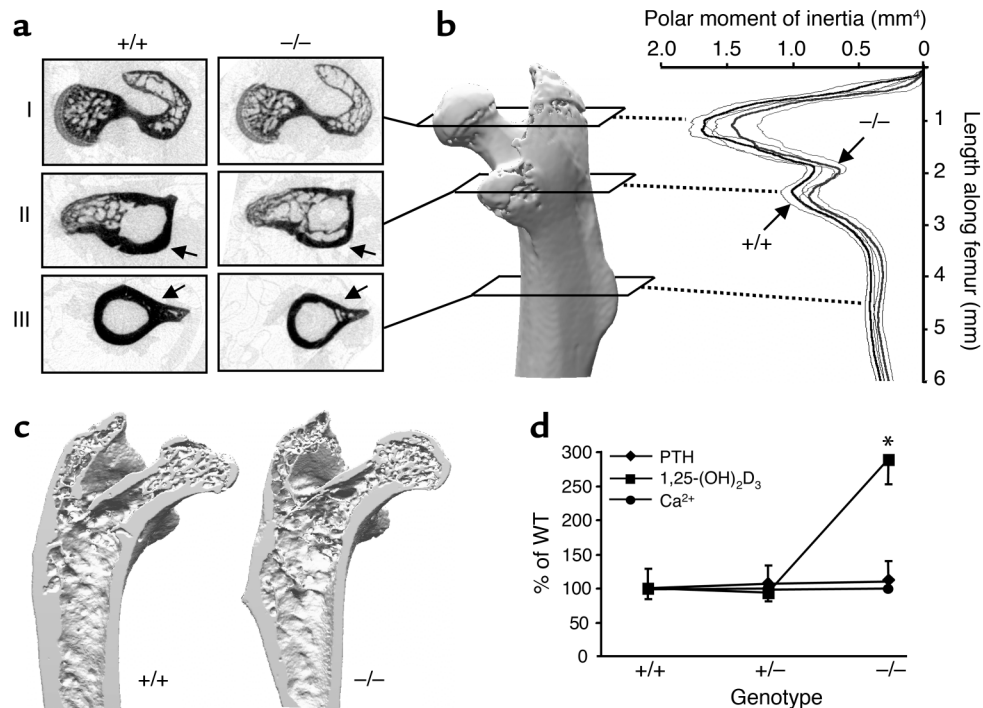 a
+/+
−/−
I
II
III
b
Polar moment of inertia (mm⁴)
2.0 1.5 1.0 0.5 0
1
2
3
4
5
6
Length along femur (mm)
−/−
+/+
c
+/+
−/−
d
PTH
1,25-(OH)₂D₃
Ca²⁺
*
300
250
200
150
100
50
0
% of WT
+/+ +/− −/−
Genotype